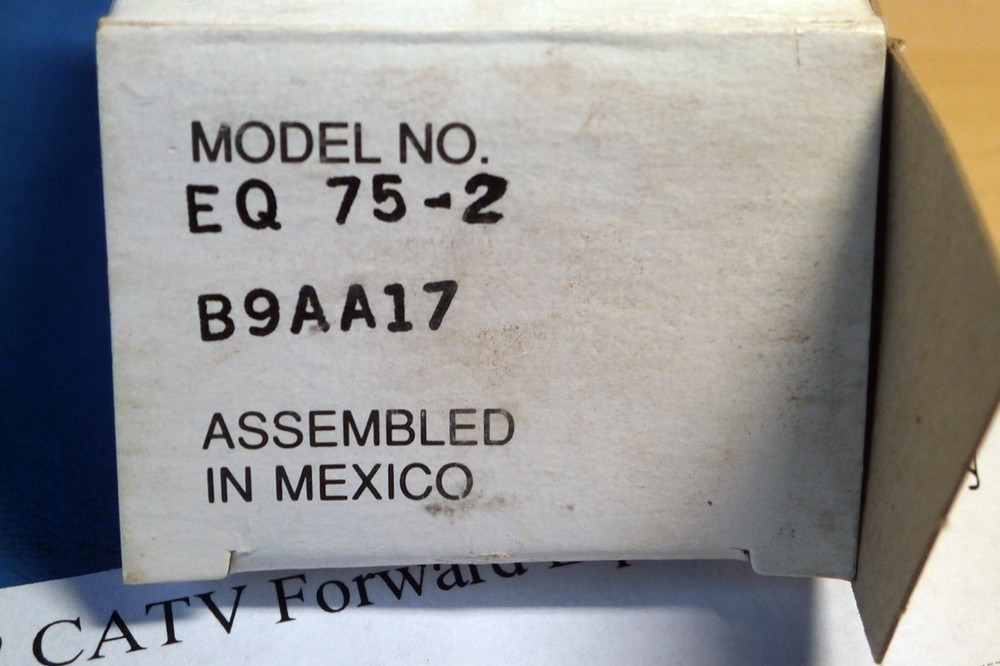 MODEL NO.
EQ 75-2
B9AA17
ASSEMBLED
IN MEXICO
CATV Forward